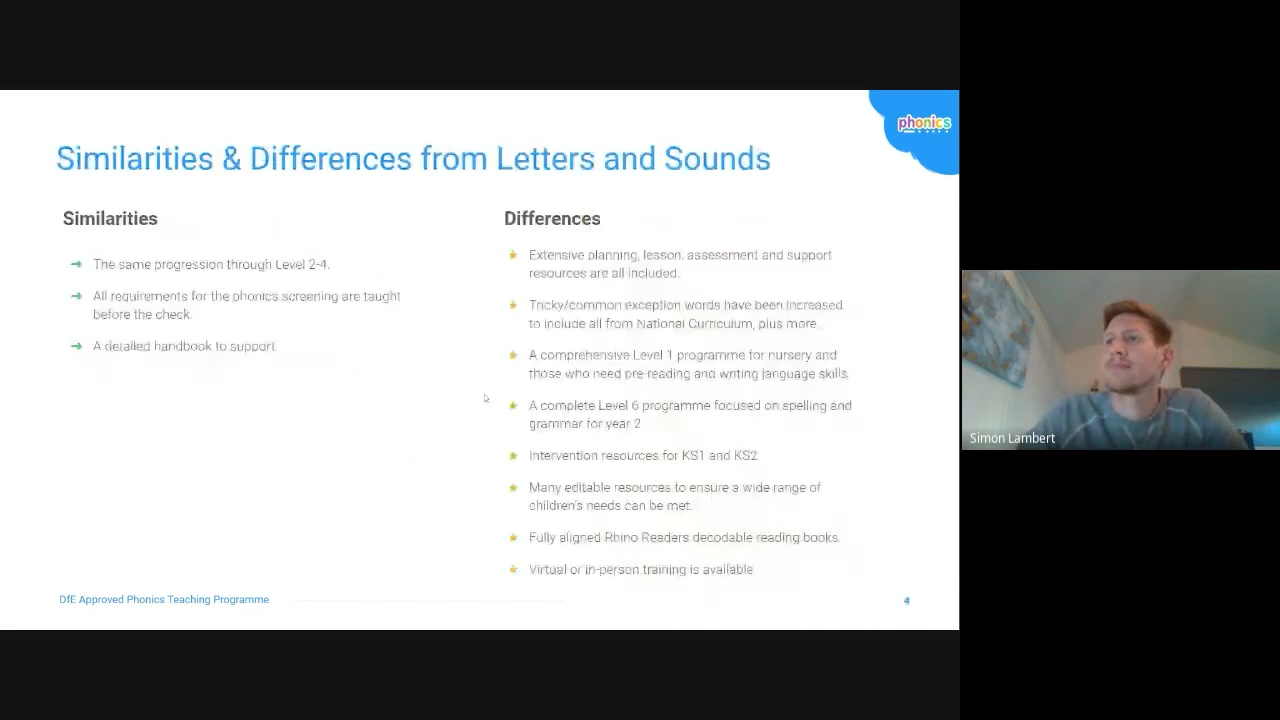 phonics
Similarities & Differences from Letters and Sounds
Similarities
The same progression through Level 2-4.
All requirements for the phonics screening are taught
before the check.
A detailed handbook to support
Differences
Extensive planning, lesson, assessment and support
resources are all included.
Tricky/common exception words have been increased
to include all from National Curriculum, plus more.
A comprehensive Level 1 programme for nursery and
those who need pre-reading and writing language skills.
A complete Level 6 programme focused on spelling and
grammar for year 2
Intervention resources for KS1 and KS2
Many editable resources to ensure a wide range of
children's needs can be met.
Fully aligned Rhino Readers decodable reading books.
Virtual or in-person training is available
DfE Approved Phonics Teaching Programme
4
Simon Lambert